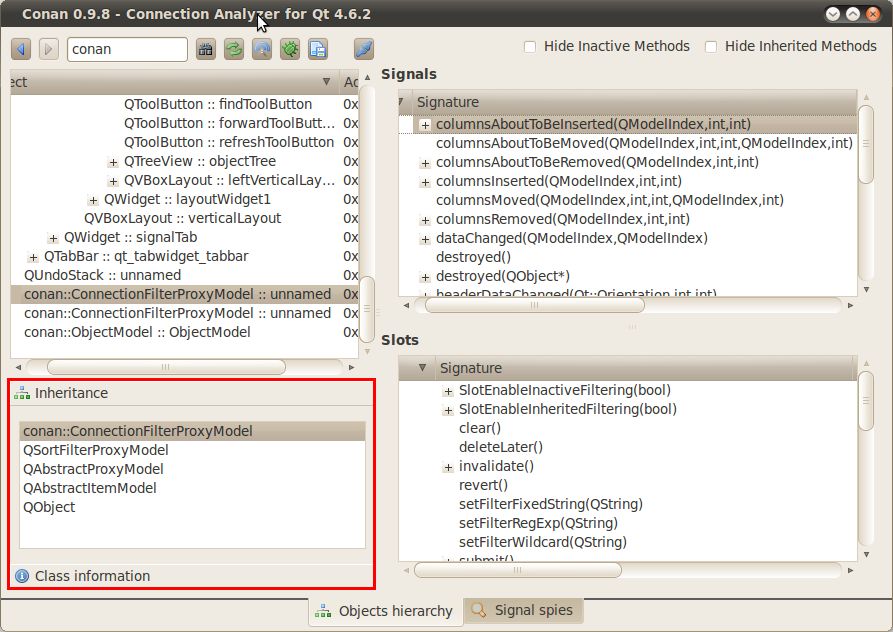 Conan 0.9.8 - Connection Analyzer for Qt 4.6.2
conan
Hide Inactive Methods
Hide Inherited Methods
ect
Ad
QToolButton :: findToolButton 0x
QToolButton :: forwardToolButt... 0x
QToolButton :: refreshToolButton 0x
QTreeView :: objectTree 0x
QVBoxLayout :: leftVerticalLay... 0x
QWidget :: layoutWidget1 0x
QVBoxLayout :: verticalLayout 0x
QWidget :: signalTab 0x
QTabBar :: qt_tabwidget_tabbar 0x
QUndoStack :: unnamed 0x
conan::ConnectionFilterProxyModel :: unnamed 0x
conan::ConnectionFilterProxyModel :: unnamed 0x
conan::ObjectModel :: ObjectModel 0x
Inheritance
conan::ConnectionFilterProxyModel
QSortFilterProxyModel
QAbstractProxyModel
QAbstractItemModel
QObject
Class information
Signals
Signature
columnsAboutToBeInserted(QModelIndex,int,int)
columnsAboutToBeMoved(QModelIndex,int,int,QModelIndex,int)
columnsAboutToBeRemoved(QModelIndex,int,int)
columnsInserted(QModelIndex,int,int)
columnsMoved(QModelIndex,int,int,QModelIndex,int)
columnsRemoved(QModelIndex,int,int)
dataChanged(QModelIndex,QModelIndex)
destroyed()
destroyed(QObject*)
headerDataChanged(Qt::Orientation,int,int)
Slots
Signature
SlotEnableInactiveFiltering(bool)
SlotEnableInheritedFiltering(bool)
clear()
deleteLater()
invalidate()
revert()
setFilterFixedString(QString)
setFilterRegExp(QString)
setFilterWildcard(QString)
submit()
Objects hierarchy
Signal spies